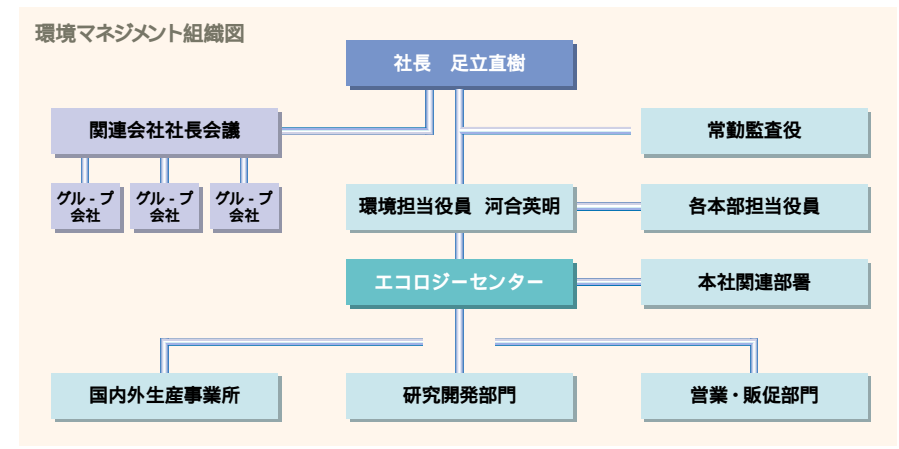 環境マネジメント組織図
社長　足立直樹
関連会社社長会議
常勤監査役
グル-プ
会社
グル-プ
会社
グル-プ
会社
環境担当役員　河合英明
各本部担当役員
エコロジーセンター
本社関連部署
国内外生産事業所
研究開発部門
営業・販促部門